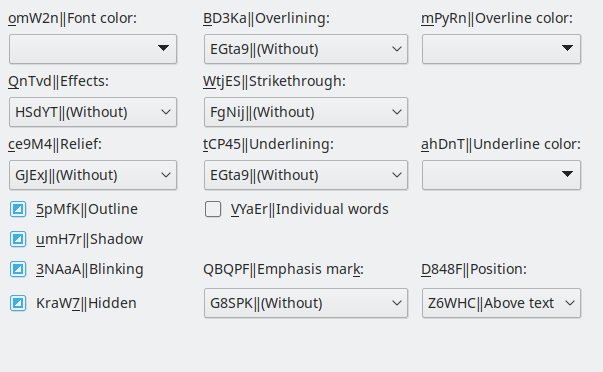 omW2n||Font color: BD3Ka||Overlining: mPyRn||Overline color:
EGta9||(Without)
QnTvd||Effects: WtjES||Strikethrough:
HSdYT||(Without) FgNij||(Without)
ce9M4||Relief: tCP45||Underlining: ahDnT||Underline color:
GJExJ||(Without) EGta9||(Without)
5pMfK||Outline VYaEr||Individual words
umH7r||Shadow
3NAaA||Blinking QBQPF||Emphasis mark: D848F||Position:
KraW7||Hidden G8SPK||(Without) Z6WHC||Above text